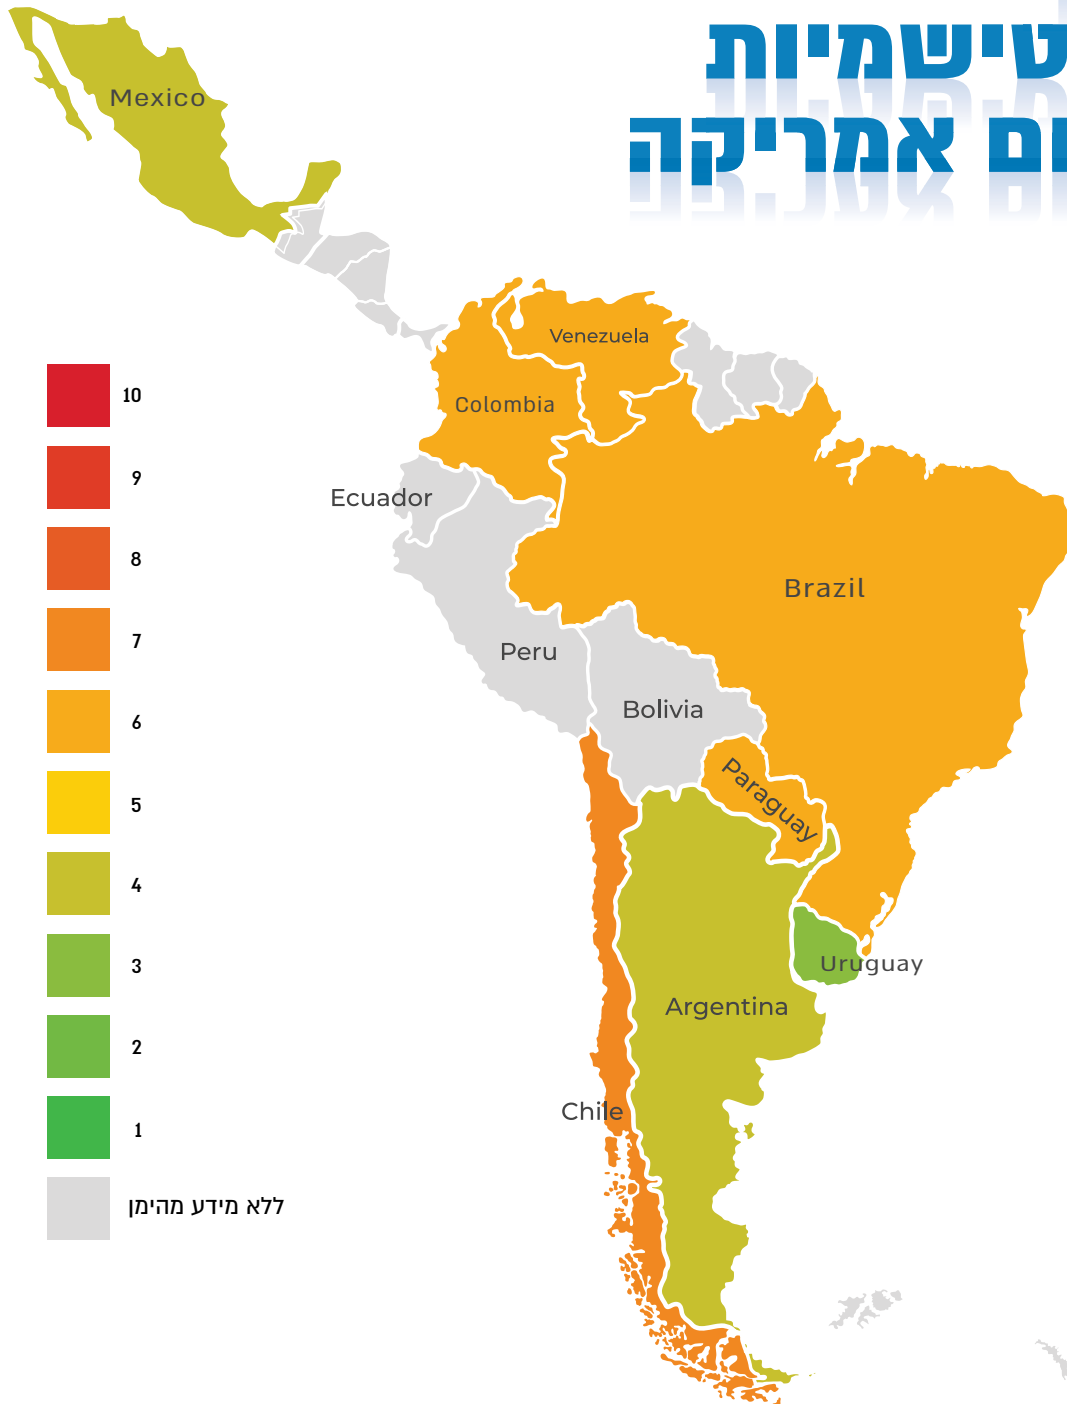 טישמיות
ום אמריקה
Mexico
Venezuela
Colombia
Ecuador
Brazil
Peru
Bolivia
Paraguay
Uruguay
Argentina
Chile
10
9
8
7
6
5
4
3
2
1
ללא מידע מהימן